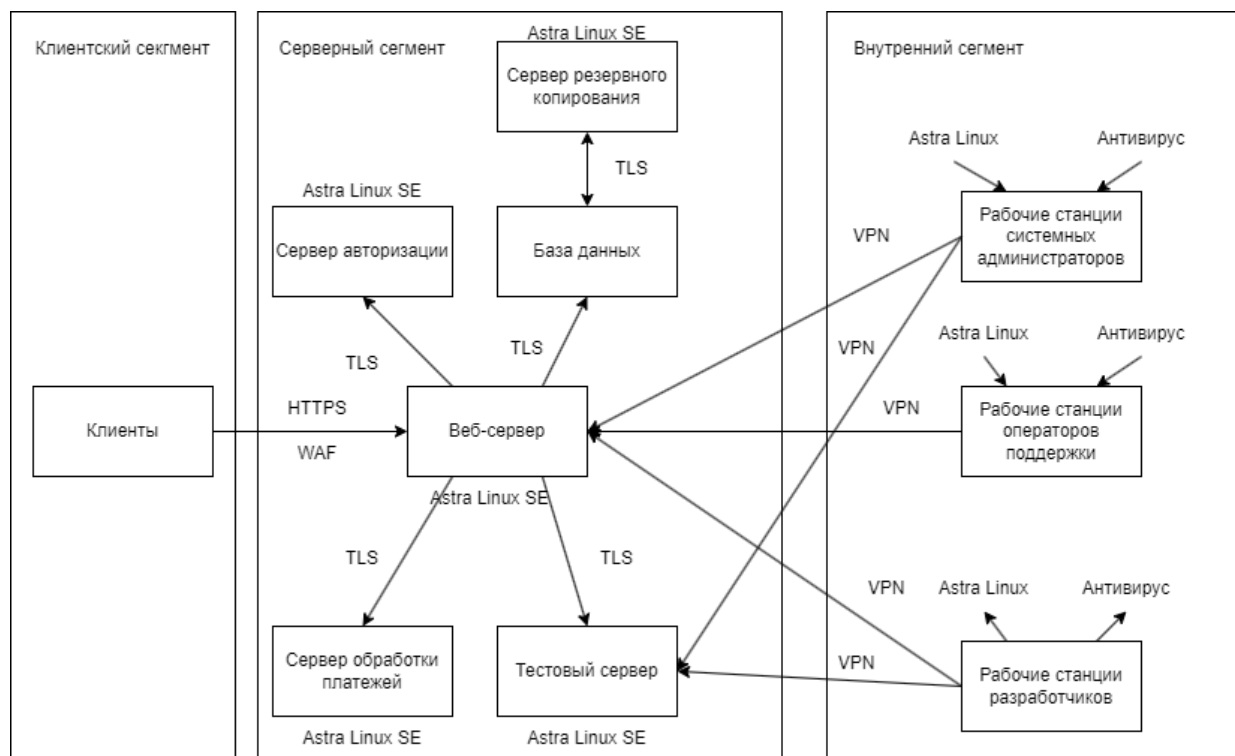 Клиентский секгмент
Серверный сегмент
Внутренний сегмент
Astra Linux SE
Сервер резервного
копирования
TLS
Astra Linux SE
Сервер авторизации
База данных
TLS
TLS
Клиенты
HTTPS
WAF
Веб-сервер
Astra Linux SE
TLS
TLS
Сервер обработки
платежей
Astra Linux SE
Тестовый сервер
Astra Linux SE
VPN
VPN
VPN
VPN
VPN
Astra Linux
Антивирус
Рабочие станции
системных
администраторов
Astra Linux
Антивирус
Рабочие станции
операторов
поддержки
Astra Linux
Антивирус
Рабочие станции
разработчиков